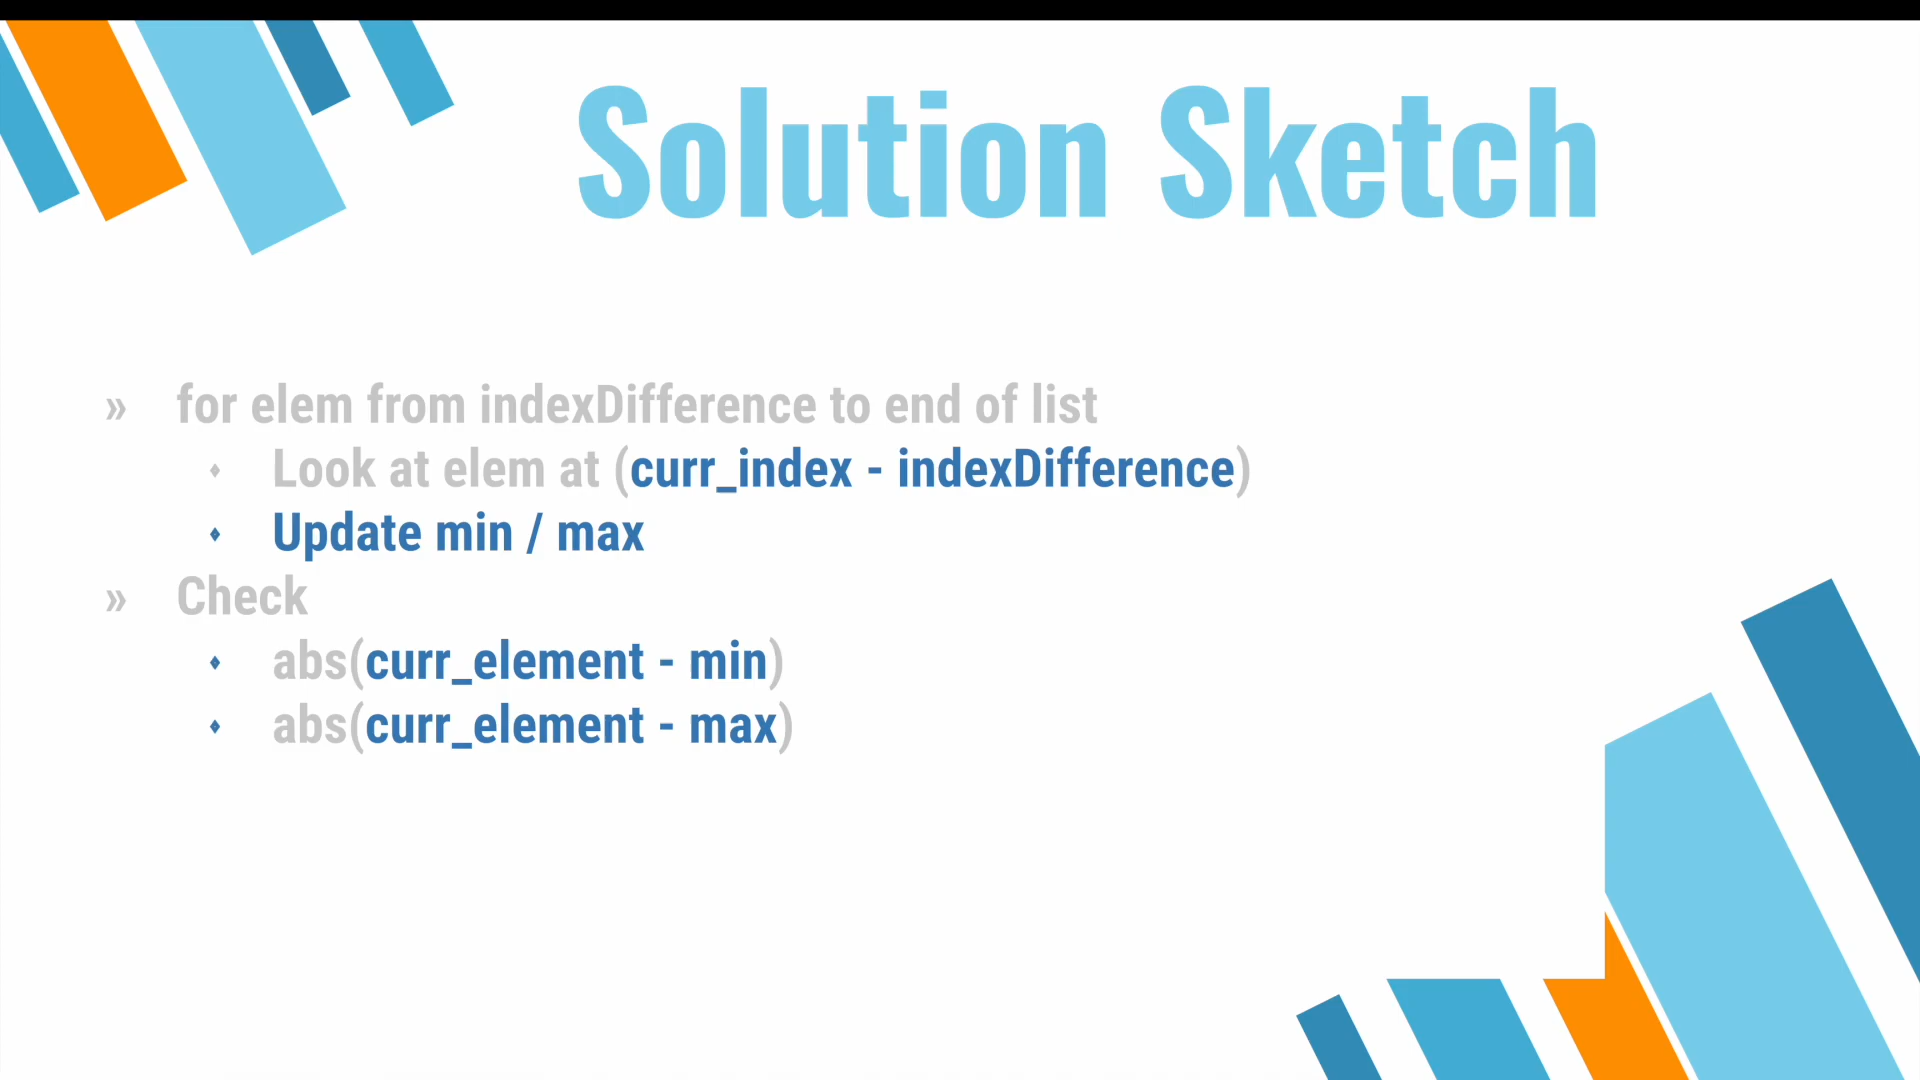 Solution Sketch
» for elem from indexDifference to end of list
⬩ Look at elem at (curr_index - indexDifference)
⬩ Update min / max
» Check
⬩ abs(curr_element - min)
⬩ abs(curr_element - max)